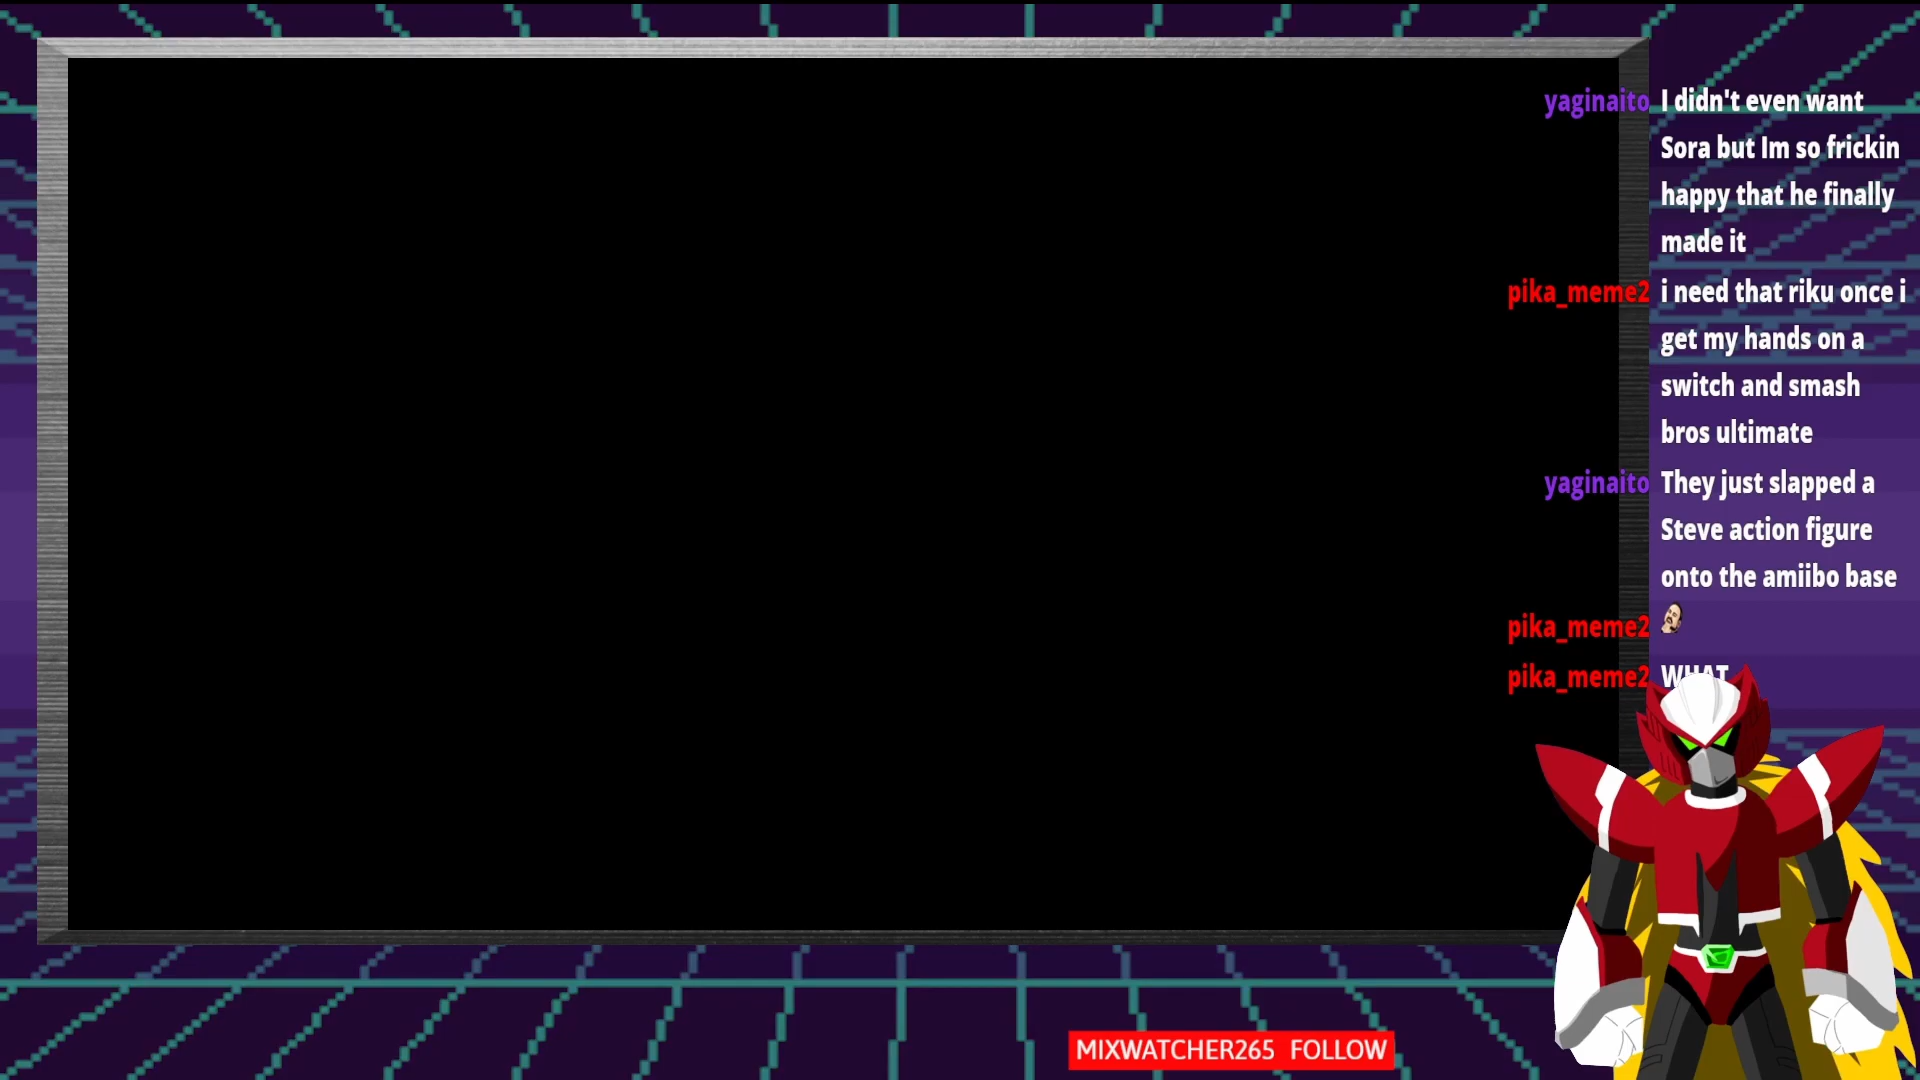 yaginaito I didn't even want
Sora but Im so frickin
happy that he finally
made it
pika_meme2 i need that riku once i
get my hands on a
switch and smash
bros ultimate
yaginaito They just slapped a
Steve action figure
onto the amiibo base
pika_meme2
pika_meme2 WHAT
MIXWATCHER265 FOLLOW